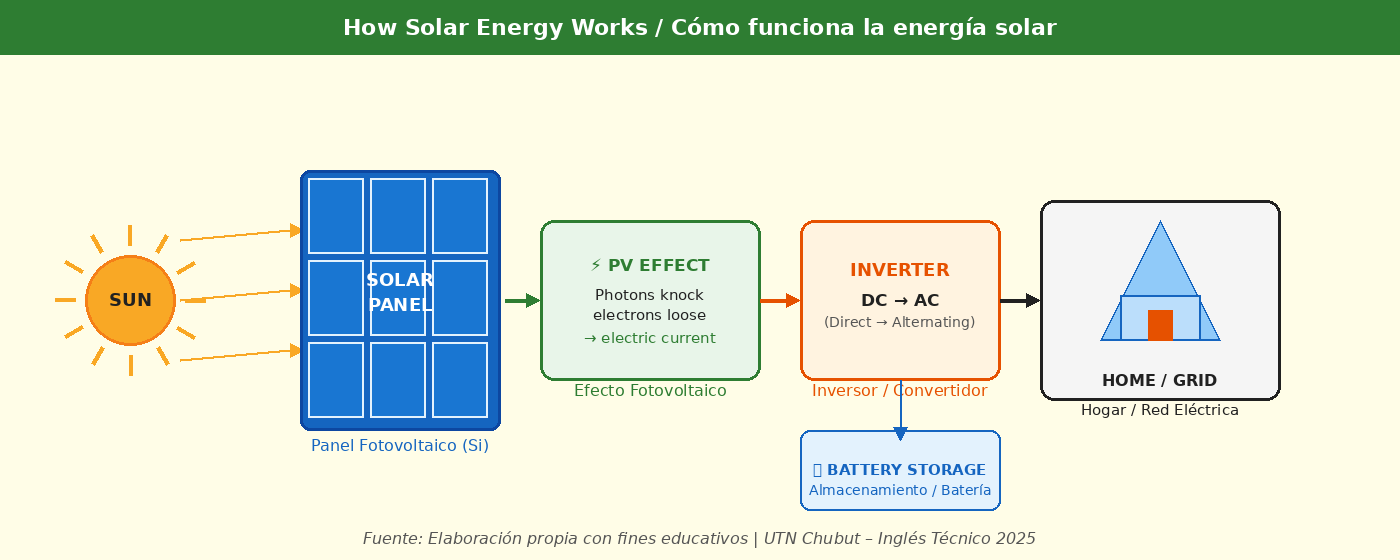 How Solar Energy Works / Cómo funciona la energía solar
SUN
SOLAR
PANEL
Panel Fotovoltaico (Si)
⚡ PV EFFECT
Photons knock
electrons loose
→ electric current
Efecto Fotovoltaico
INVERTER
DC → AC
(Direct → Alternating)
Inversor / Convertidor
BATTERY STORAGE
Almacenamiento / Batería
HOME / GRID
Hogar / Red Eléctrica
Fuente: Elaboración propia con fines educativos | UTN Chubut – Inglés Técnico 2025